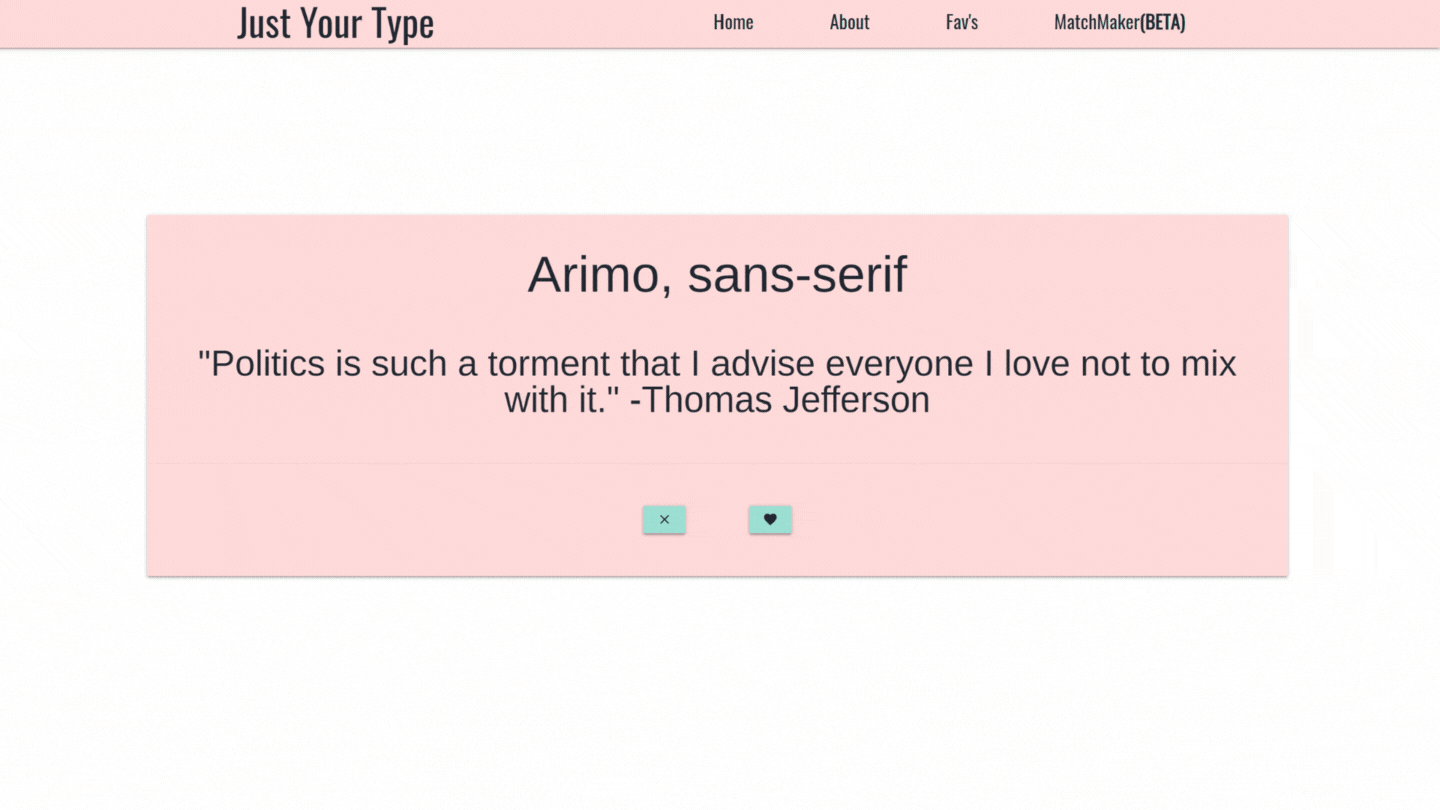 Just Your Type
Home
About
Fav's
MatchMaker(BETA)
Arimo, sans-serif
"Politics is such a torment that I advise everyone I love not to mix
with it." -Thomas Jefferson